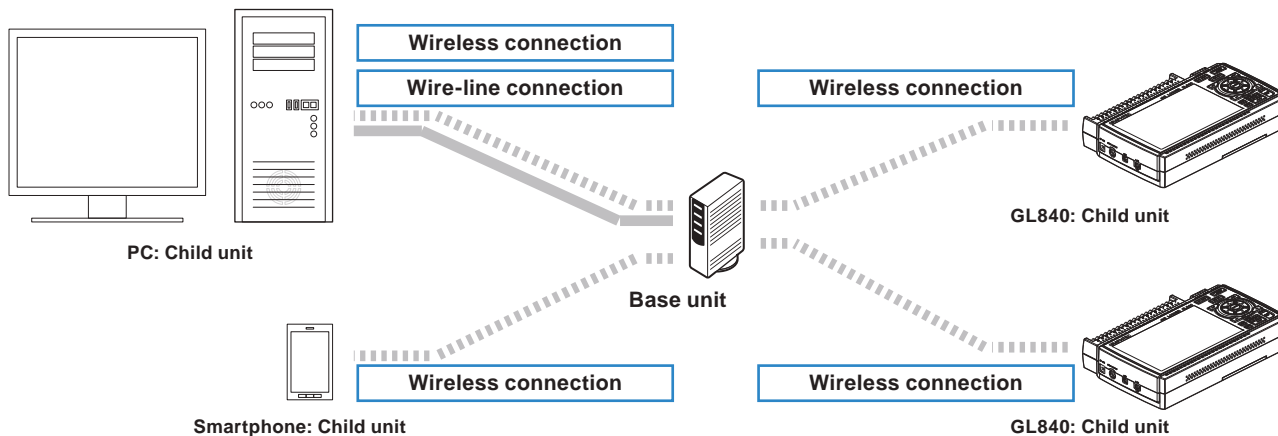 Wireless connection
Wire-line connection
Wireless connection
GL840: Child unit
PC: Child unit
Base unit
Wireless connection
Wireless connection
Smartphone: Child unit
GL840: Child unit